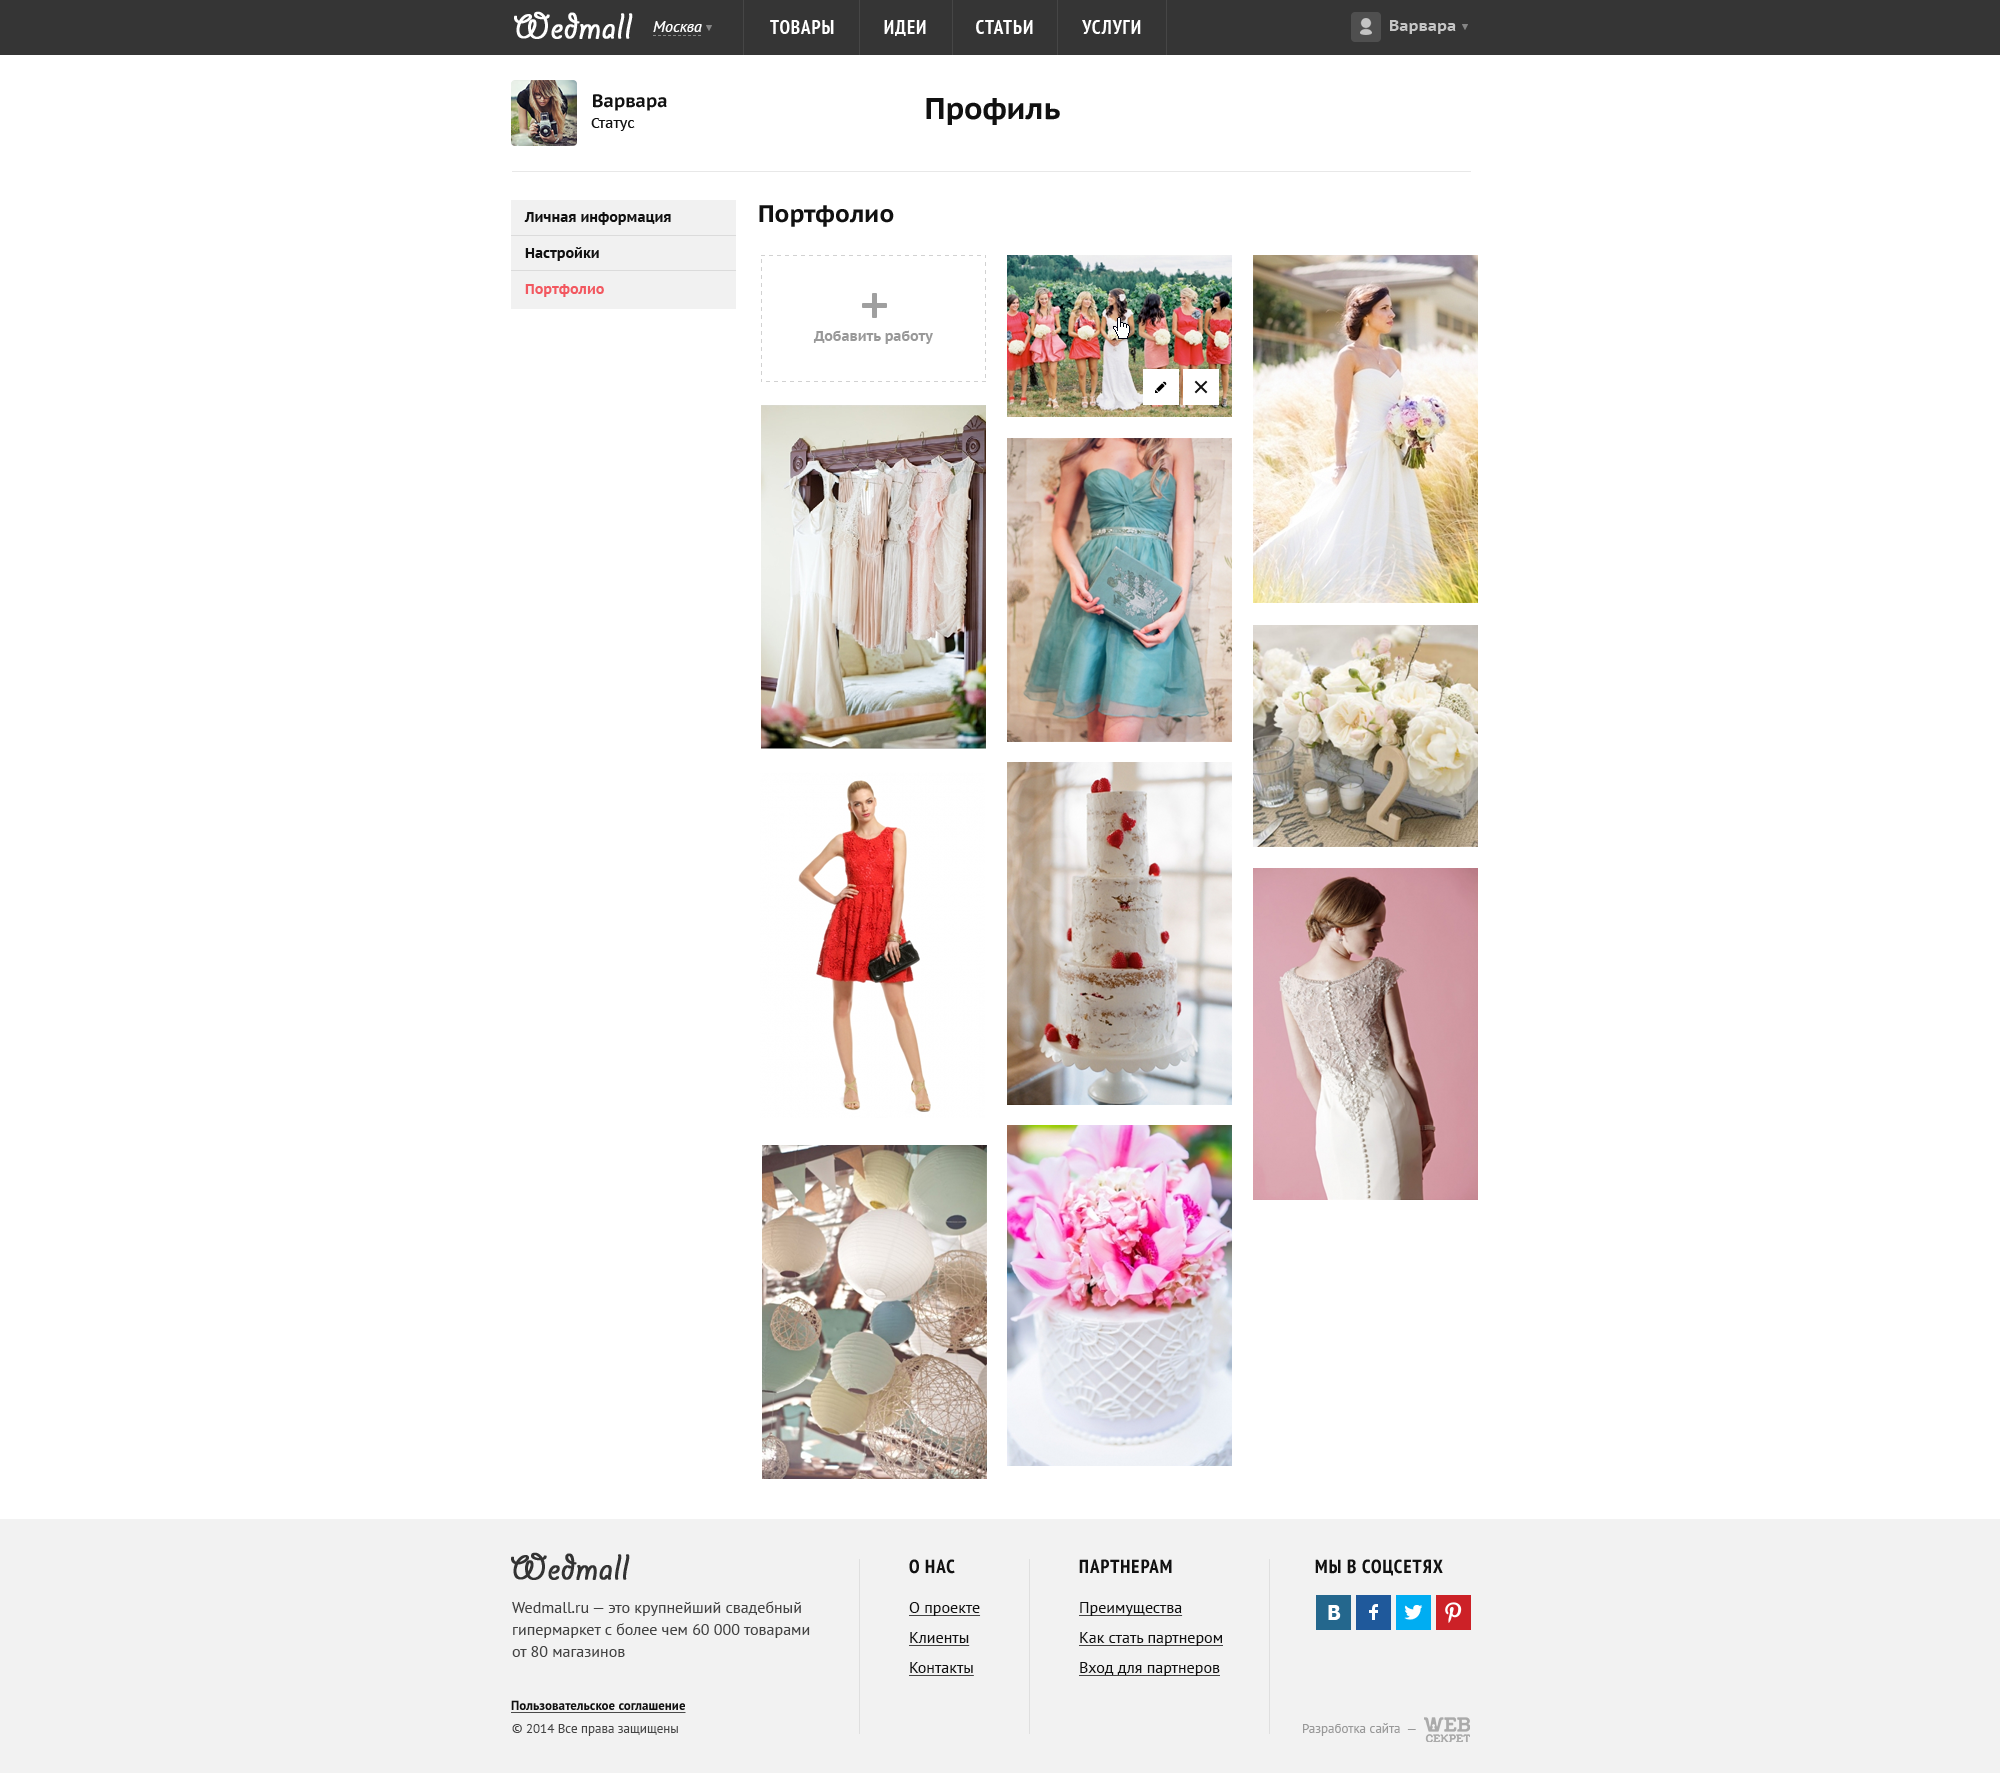 Wedmall
Москва
ТОВАРЫ
ИДЕИ
СТАТЬИ
УСЛУГИ
Варвара
Варвара
Статус
Профиль
Личная информация
Настройки
Портфолио
Портфолио
Добавить работу
2
Wedmall
Wedmall.ru — это крупнейший свадебный
гипермаркет с более чем 60 000 товарами
от 80 магазинов
Пользовательское соглашение
© 2014 Все права защищены
О НАС
О проекте
Клиенты
Контакты
ПАРТНЕРАМ
Преимущества
Как стать партнером
Вход для партнеров
МЫ В СОЦСЕТЯХ
В f
Разработка сайта —
WEB
СЕКРЕТ